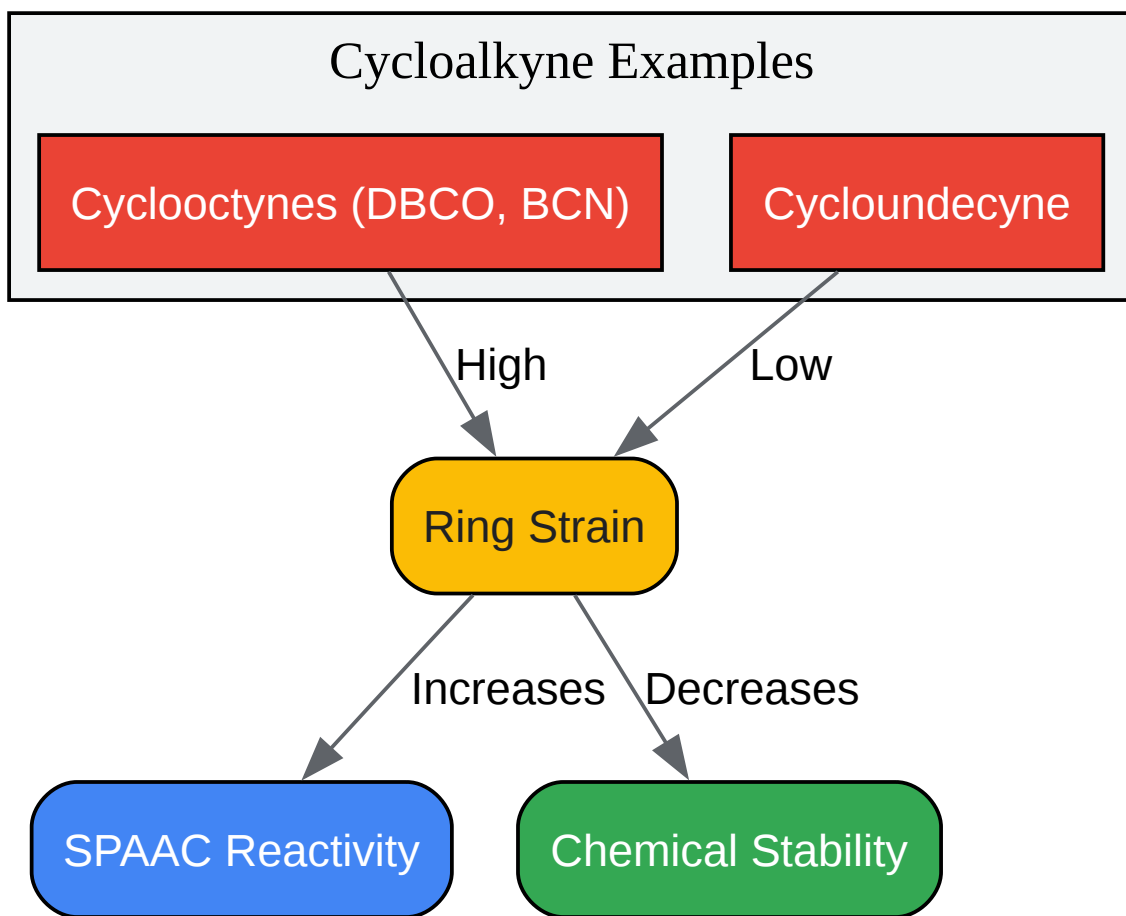 Cycloalkyne Examples
Cyclooctynes (DBCO, BCN)
Cycloundecyne
High
Low
Ring Strain
Increases
Decreases
SPAAC Reactivity
Chemical Stability